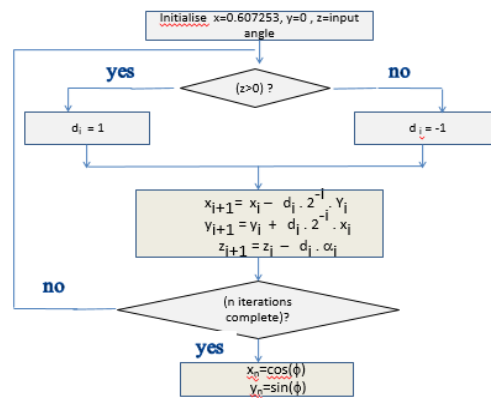 Initialise x=0.607253, y=0 , z=input
angle
yes
(z>0) ?
no
di = 1
di = -1
xi+1= xi – di . 2-i . Yi
yi+1 = yi + di . 2-i . xi
zi+1 = zi – di . αi
no
(n iterations
complete)?
yes
xn=cos(ϕ)
yn=sin(ϕ)